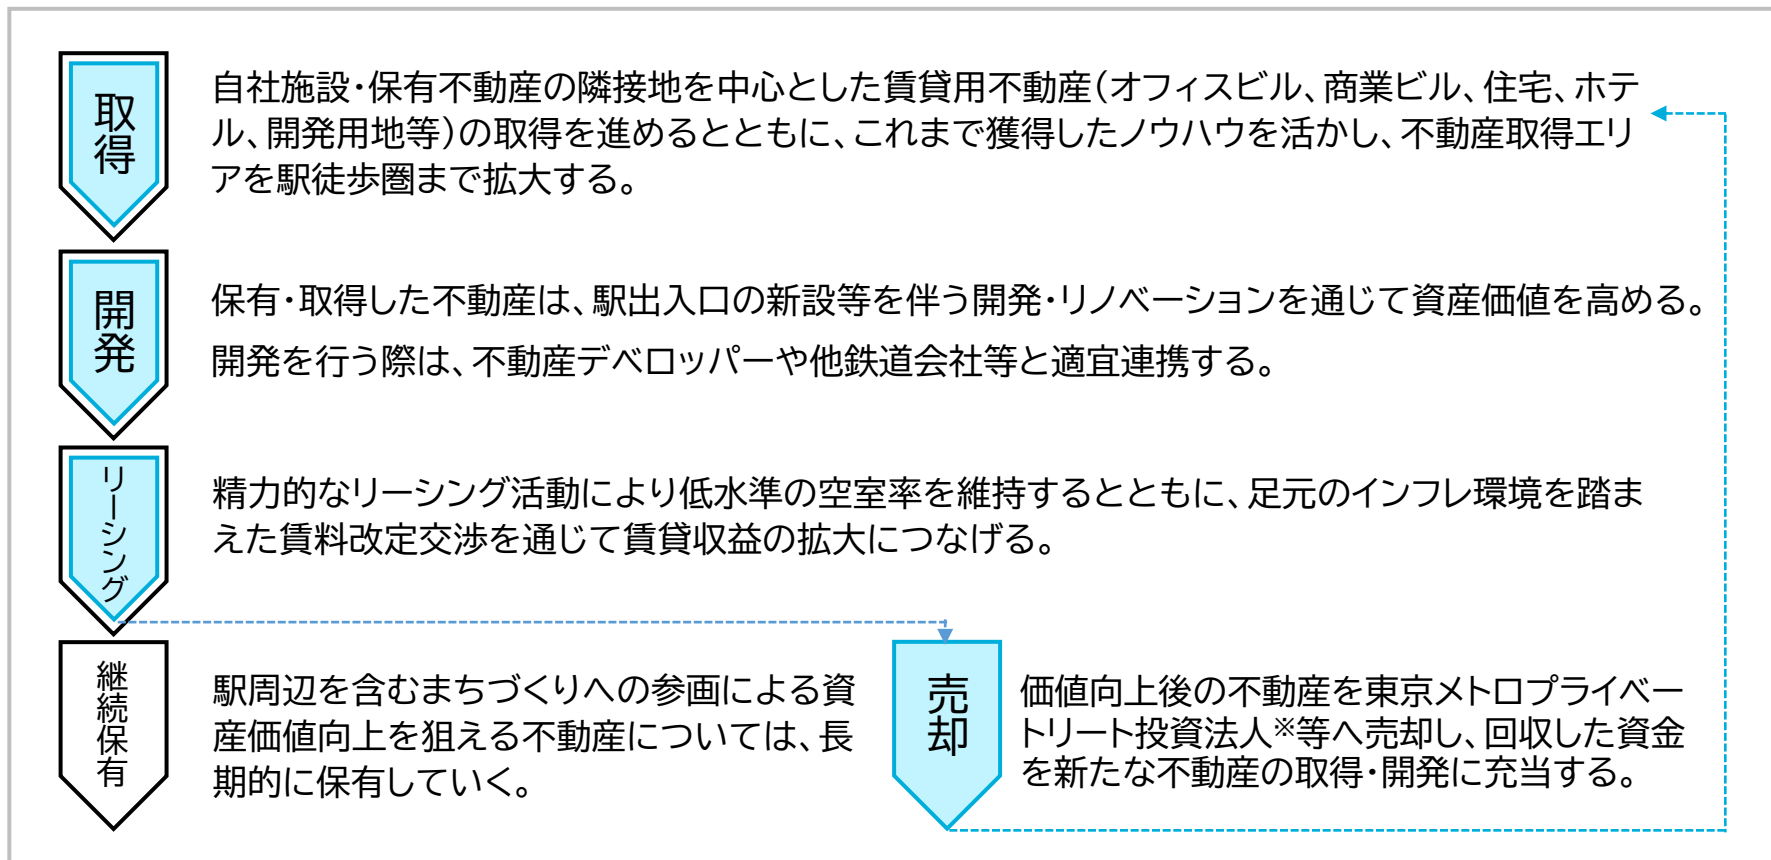 取得
自社施設・保有不動産の隣接地を中心とした賃貸用不動産(オフィスビル、商業ビル、住宅、ホテ
ル、開発用地等)の取得を進めるとともに、これまで獲得したノウハウを活かし、不動産取得エリ
アを駅徒歩圏まで拡大する。
開発
保有・取得した不動産は、駅出入口の新設等を伴う開発・リノベーションを通じて資産価値を高める。
開発を行う際は、不動産デベロッパーや他鉄道会社等と適宜連携する。
リーシング
精力的なリーシング活動により低水準の空室率を維持するとともに、足元のインフレ環境を踏ま
えた賃料改定交渉を通じて賃貸収益の拡大につなげる。
継続保有
駅周辺を含むまちづくりへの参画による資
産価値向上を狙える不動産については、長
期的に保有していく。
売却
価値向上後の不動産を東京メトロプライベー
トリート投資法人※等へ売却し、回収した資金
を新たな不動産の取得・開発に充当する。